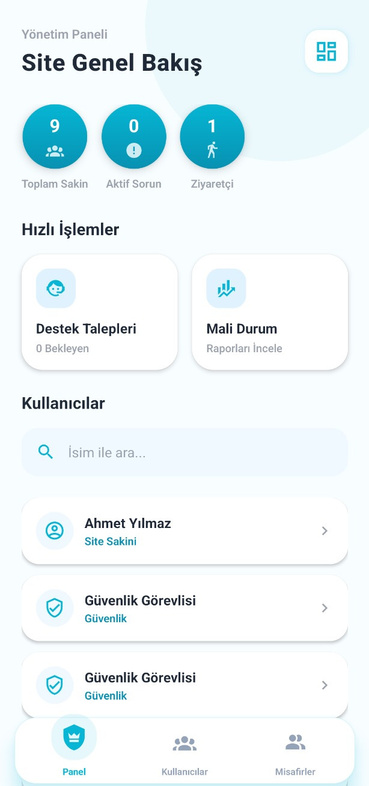 Yönetim Paneli
Site Genel Bakış
9
0
1
Toplam Sakin
Aktif Sorun
Ziyaretçi
Hızlı İşlemler
Destek Talepleri
0 Bekleyen
Mali Durum
Raporları İncele
Kullanıcılar
İsim ile ara...
Ahmet Yılmaz
Site Sakini
Güvenlik Görevlisi
Güvenlik
Güvenlik Görevlisi
Güvenlik
Panel
Kullanıcılar
Misafirler